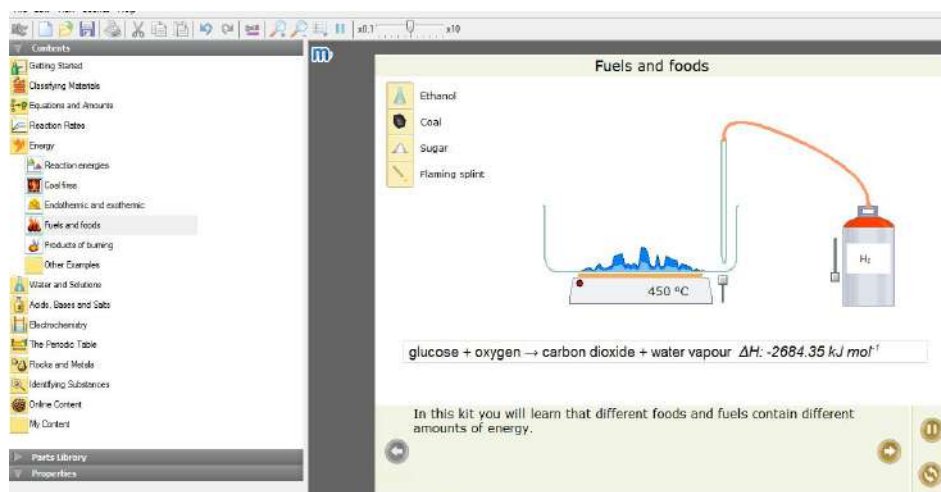 x0.1
x10
Contents
Getting Started
Classifying Materials
Equations and Amounts
Reaction Rates
Energy
Reaction energies
Coal fires
Endothermic and exothermic
Fuels and foods
Products of burning
Other Examples
Water and Solutions
Acids, Bases and Salts
Electrochemistry
The Periodic Table
Rocks and Metals
Identifying Substances
Online Content
My Content
Parts Library
Properties
m
Fuels and foods
Ethanol
Coal
Sugar
Flaming splint
H₂
450 ºC
glucose + oxygen → carbon dioxide + water vapour ΔH: -2684.35 kJ mol⁻¹
In this kit you will learn that different foods and fuels contain different
amounts of energy.